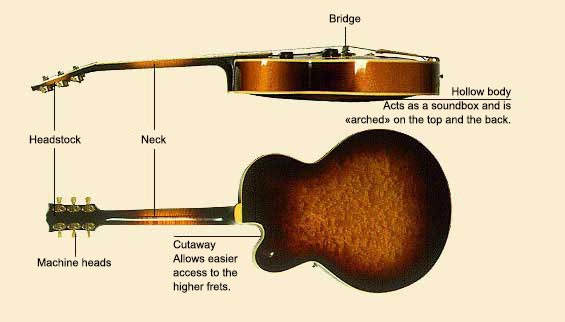 Bridge
Hollow body
Acts as a soundbox and is
«arched» on the top and the back.
Headstock
Neck
Cutaway
Allows easier
access to the
higher frets.
Machine heads